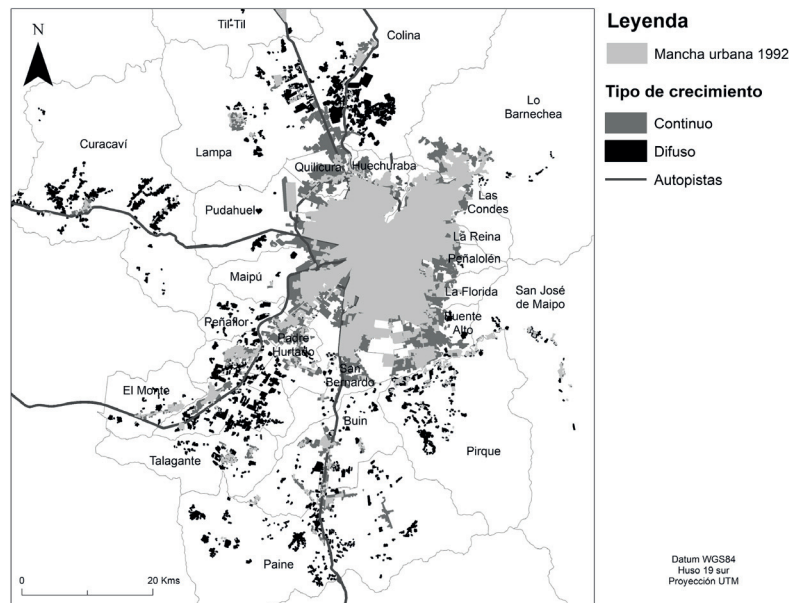 N
Til-Til
Colina
Lo
Barnechea
Curacaví
Lampa
Quilicura
Huechuraba
Las
Condes
Pudahuel
La Reina
Peñalolén
Maipú
La Florida
San José
de Maipo
Peñaflor
Puente
Alto
Padre
Hurtado
San
Bernardo
El Monte
Buin
Talagante
Pirque
Paine
0 20 Kms
Leyenda
Mancha urbana 1992
Tipo de crecimiento
Continuo
Difuso
Autopistas
Datum WGS84
Huso 19 sur
Proyección UTM